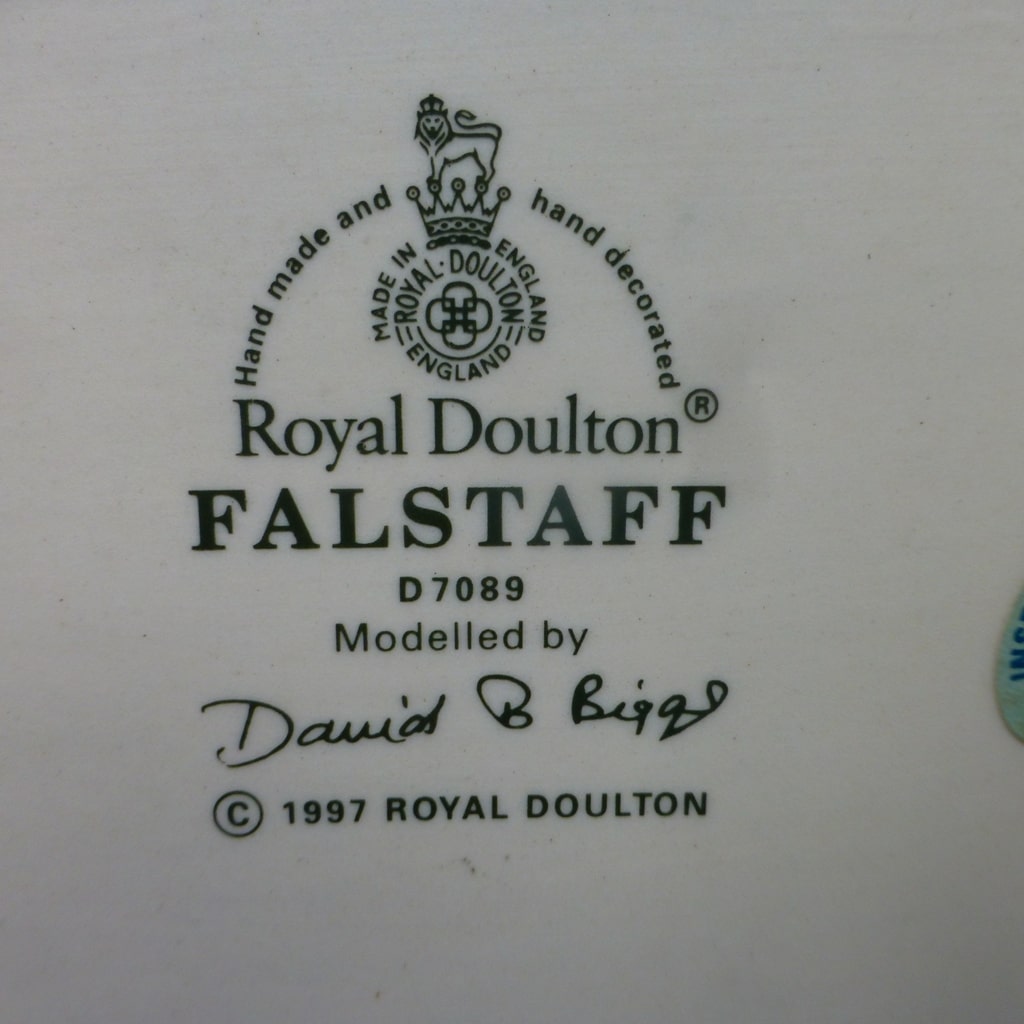 Hand made and hand decorated
MADE IN ENGLAND
ROYAL·DOULTON
ENGLAND
Royal Doulton®
FALSTAFF
D7089
Modelled by
David B Biggs
© 1997 ROYAL DOULTON